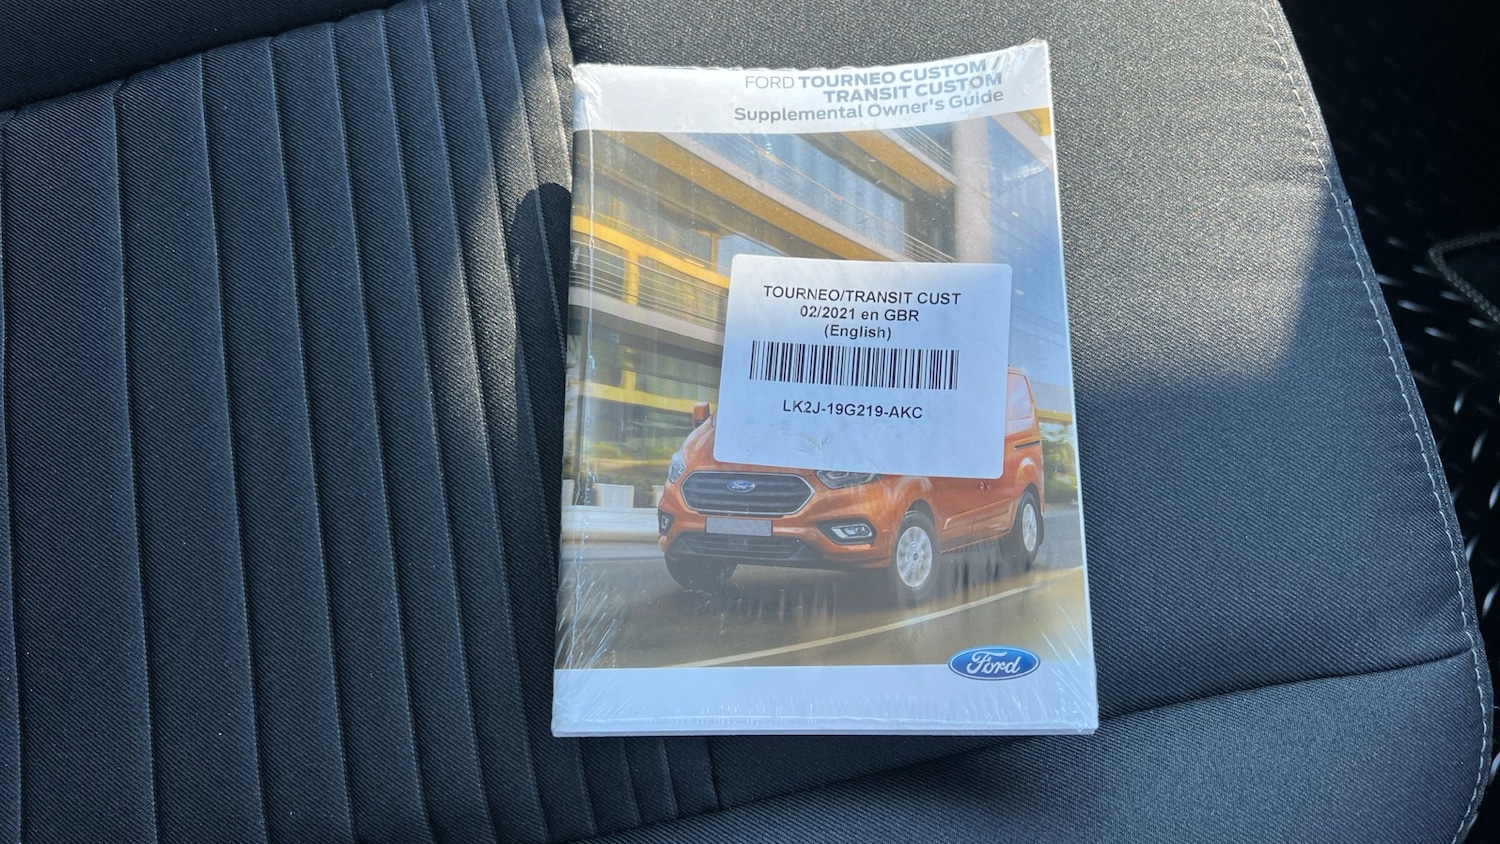 FORD TOURNEO CUSTOM /
TRANSIT CUSTOM
Supplemental Owner's Guide
TOURNEO/TRANSIT CUST
02/2021 en GBR
(English)
LK2J-19G219-AKC
Ford
Ford